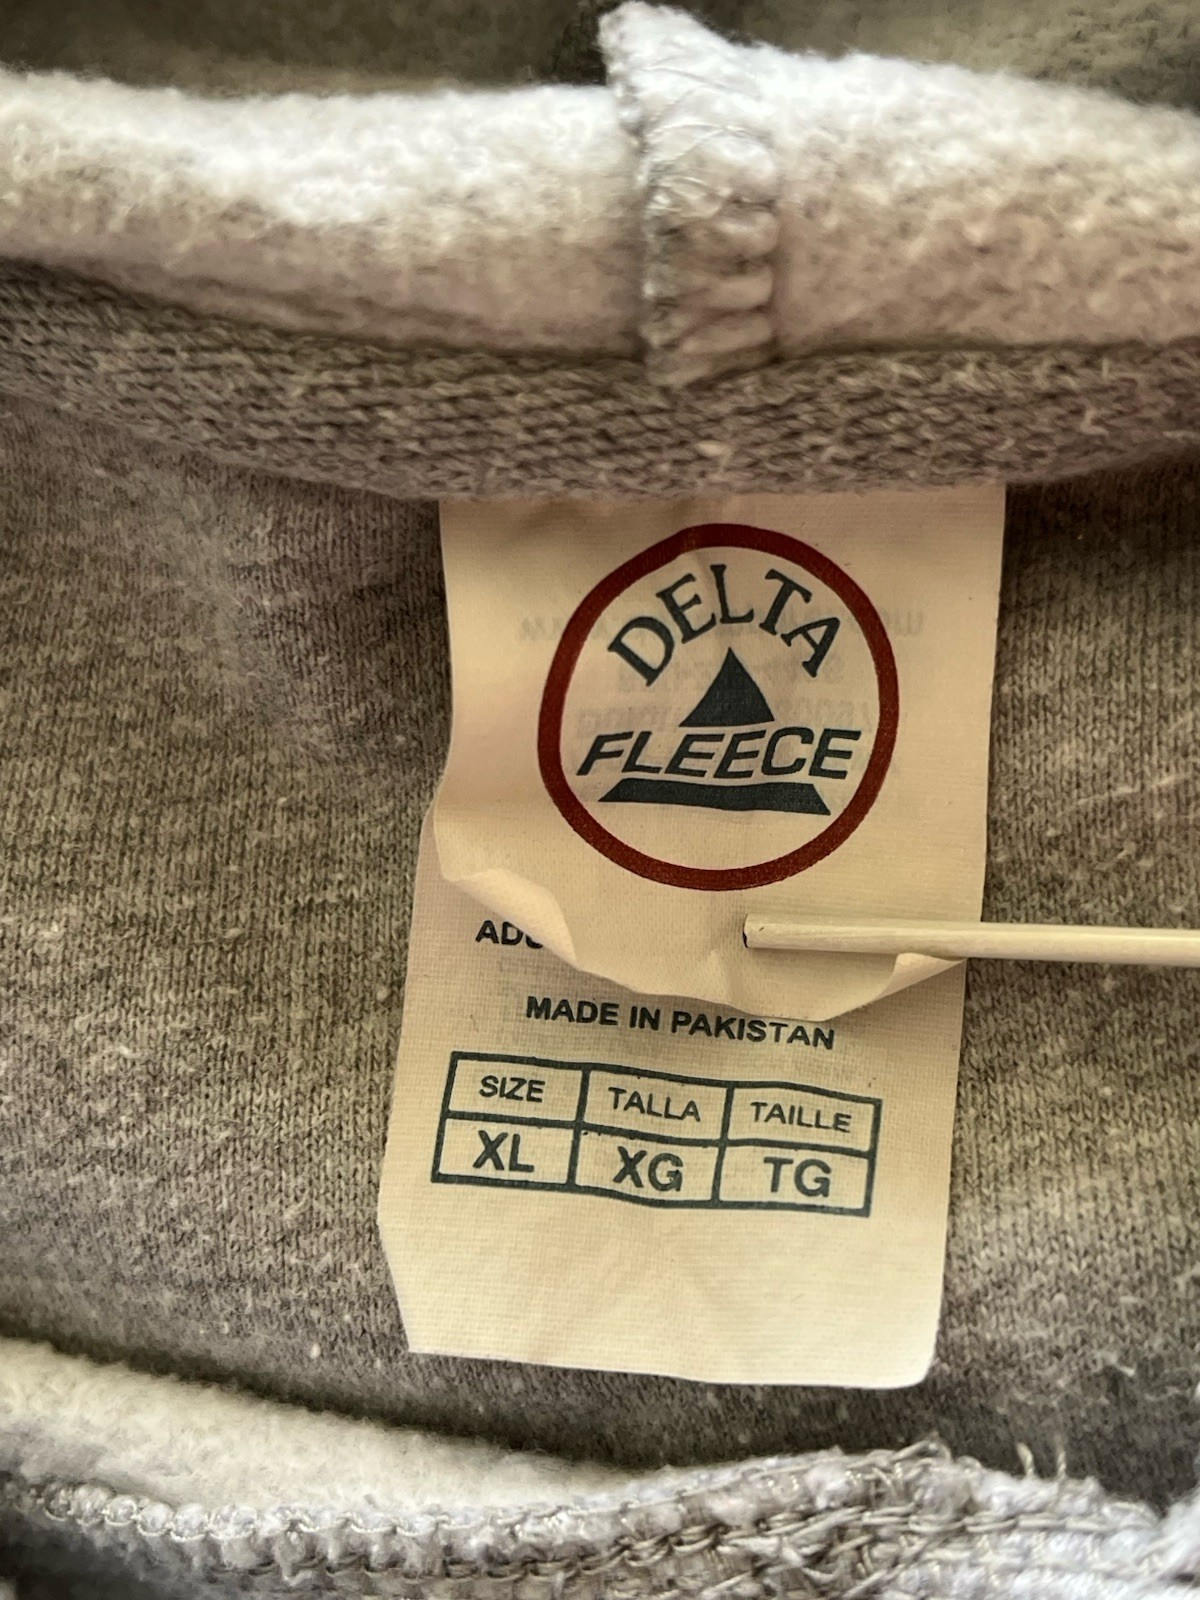 DELTA
FLEECE
MADE IN PAKISTAN
SIZE TALLA TAILLE
XL XG TG